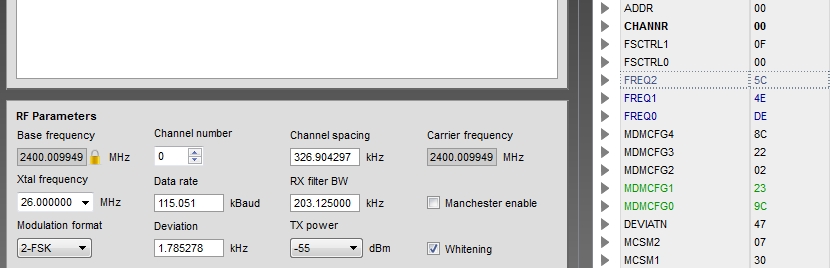 RF Parameters
Base frequency Channel number Channel spacing Carrier frequency
2400.009949 MHz 0 326.904297 kHz 2400.009949 MHz
Xtal frequency Data rate RX filter BW
26.000000 MHz 115.051 kBaud 203.125000 kHz Manchester enable
Modulation format Deviation TX power
2-FSK 1.785278 kHz -55 dBm Whitening
ADDR 00
CHANNR 00
FSCTRL1 0F
FSCTRL0 00
FREQ2 5C
FREQ1 4E
FREQ0 DE
MDMCFG4 8C
MDMCFG3 22
MDMCFG2 02
MDMCFG1 23
MDMCFG0 9C
DEVIATN 47
MCSM2 07
MCSM1 30